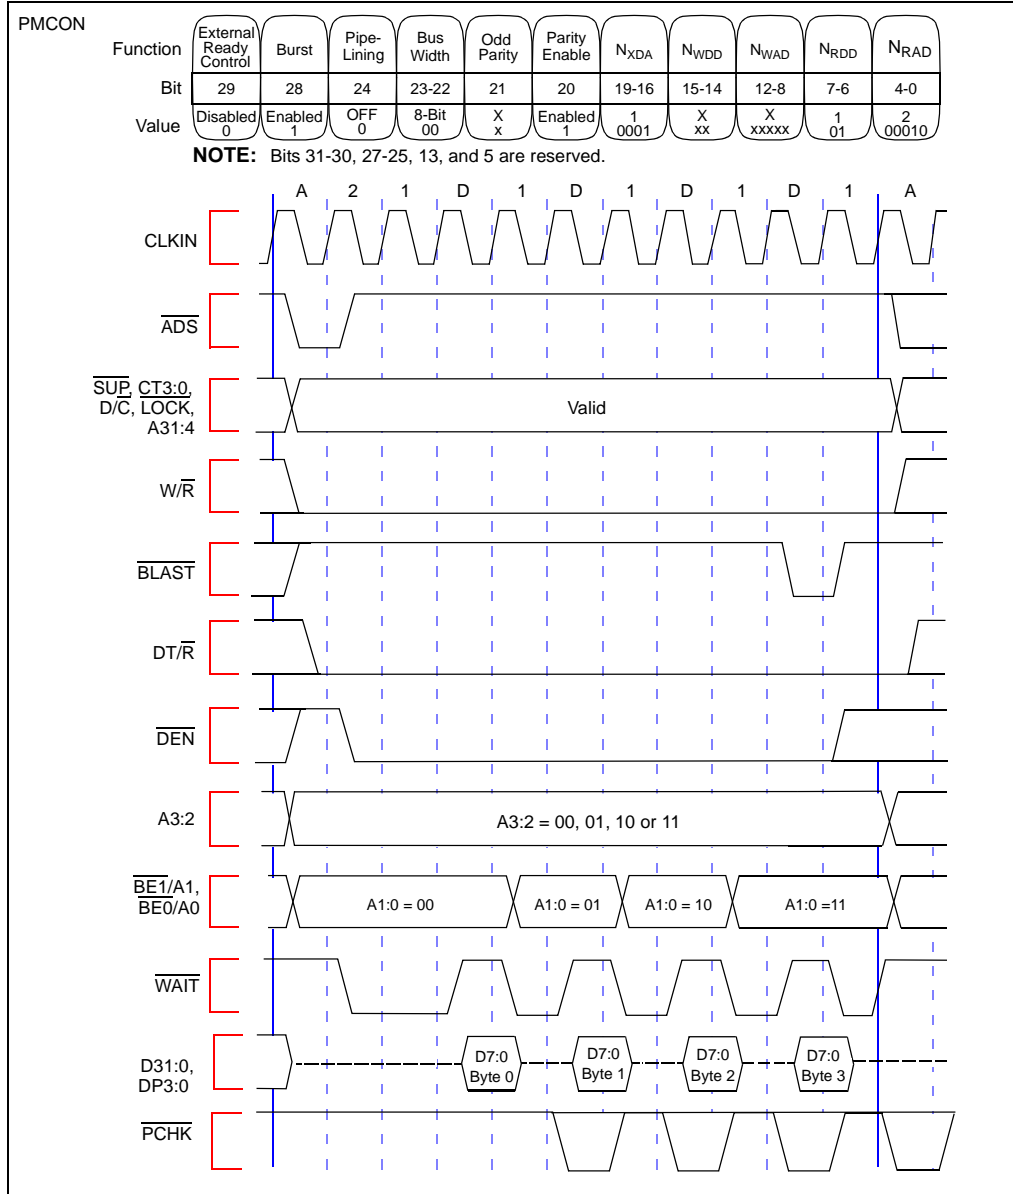 PMCON
Function External Ready Control Burst Pipe-Lining Bus Width Odd Parity Parity Enable NXDA NWDD NWAD NRDD NRAD
Bit 29 28 24 23-22 21 20 19-16 15-14 12-8 7-6 4-0
Value Disabled 0 Enabled 1 OFF 0 8-Bit 00 X x Enabled 1 1 0001 X xx X xxxxx 1 01 2 00010
NOTE: Bits 31-30, 27-25, 13, and 5 are reserved.
A 2 1 D 1 D 1 D 1 D 1 A
CLKIN
ADS
SUP, CT3:0,
D/C, LOCK,
A31:4
Valid
W/R
BLAST
DT/R
DEN
A3:2
A3:2 = 00, 01, 10 or 11
BE1/A1,
BE0/A0
A1:0 = 00 A1:0 = 01 A1:0 = 10 A1:0 =11
WAIT
D31:0,
DP3:0
D7:0 D7:0 D7:0 D7:0
Byte 0 Byte 1 Byte 2 Byte 3
PCHK